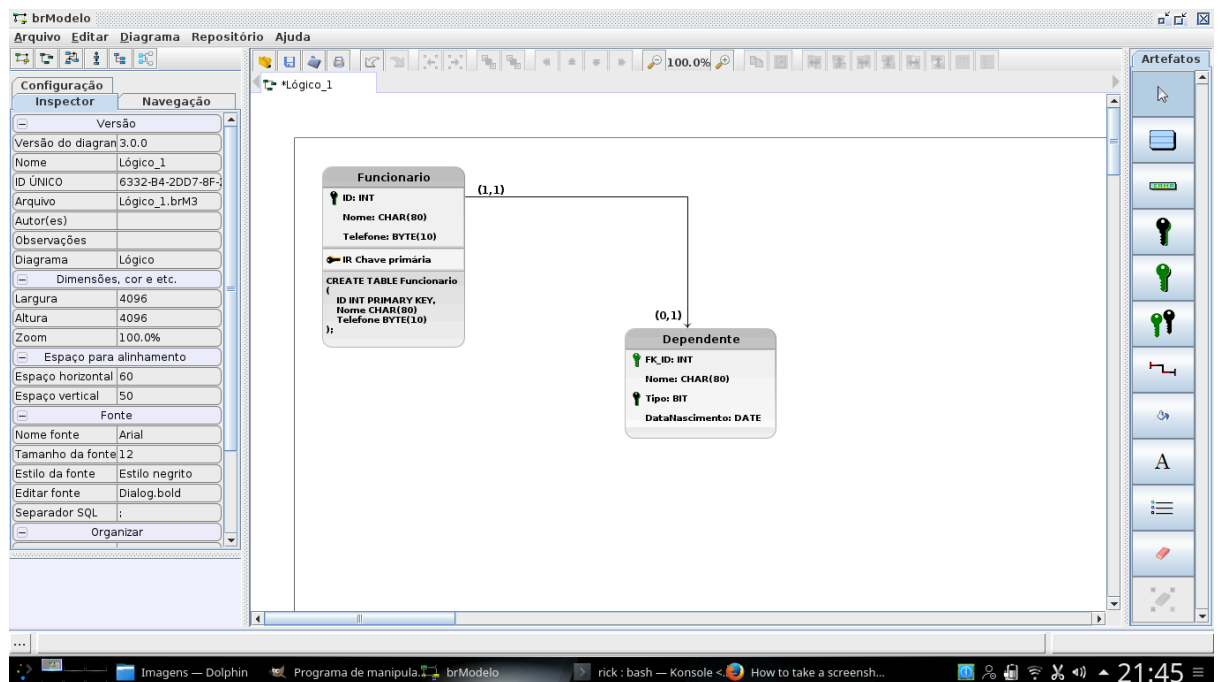 brModelo
Arquivo Editar Diagrama Repositório Ajuda
100.0%
Artefatos
Configuração
Inspector Navegação
*Lógico_1
Versão
Versão do diagran 3.0.0
Nome Lógico_1
ID ÚNICO 6332-B4-2DD7-8F-2
Arquivo Lógico_1.brM3
Autor(es)
Observações
Diagrama Lógico
Dimensões, cor e etc.
Largura 4096
Altura 4096
Zoom 100.0%
Espaço para alinhamento
Espaço horizontal 60
Espaço vertical 50
Fonte
Nome fonte Arial
Tamanho da fonte 12
Estilo da fonte Estilo negrito
Editar fonte Dialog.bold
Separador SQL ;
Organizar
Funcionario
ID: INT
Nome: CHAR(80)
Telefone: BYTE(10)
IR Chave primária
CREATE TABLE Funcionario
(
ID INT PRIMARY KEY,
Nome CHAR(80)
Telefone BYTE(10)
);
(1,1)
(0,1)
Dependente
FK_ID: INT
Nome: CHAR(80)
Tipo: BIT
DataNascimento: DATE
CAMP
A
...
Imagens — Dolphin
Programa de manipula...
brModelo
rick : bash — Konsole <...
How to take a screensh...
21:45